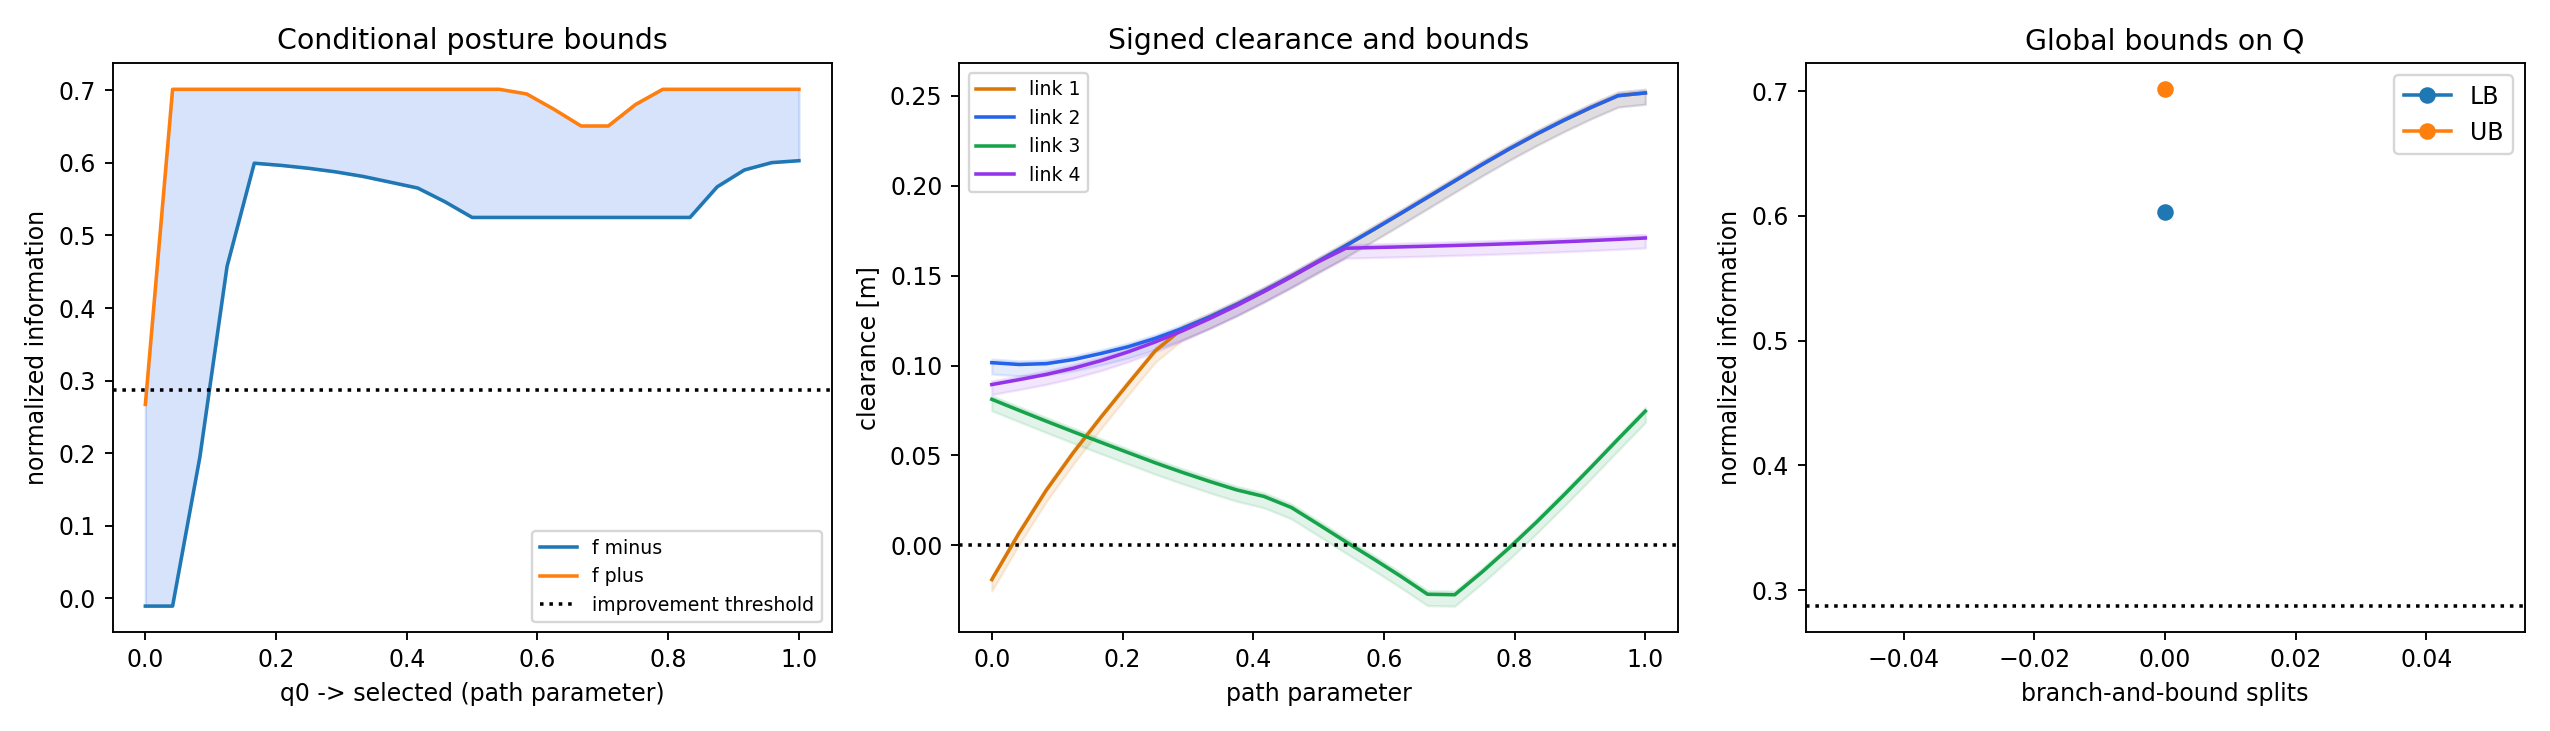 Conditional posture bounds
normalized information
0.7
0.6
0.5
0.4
0.3
0.2
0.1
0.0
f minus
f plus
improvement threshold
0.0 0.2 0.4 0.6 0.8 1.0
q0 -> selected (path parameter)
Signed clearance and bounds
clearance [m]
0.25
0.20
0.15
0.10
0.05
0.00
link 1
link 2
link 3
link 4
0.0 0.2 0.4 0.6 0.8 1.0
path parameter
Global bounds on Q
normalized information
0.7
0.6
0.5
0.4
0.3
LB
UB
−0.04 −0.02 0.00 0.02 0.04
branch-and-bound splits